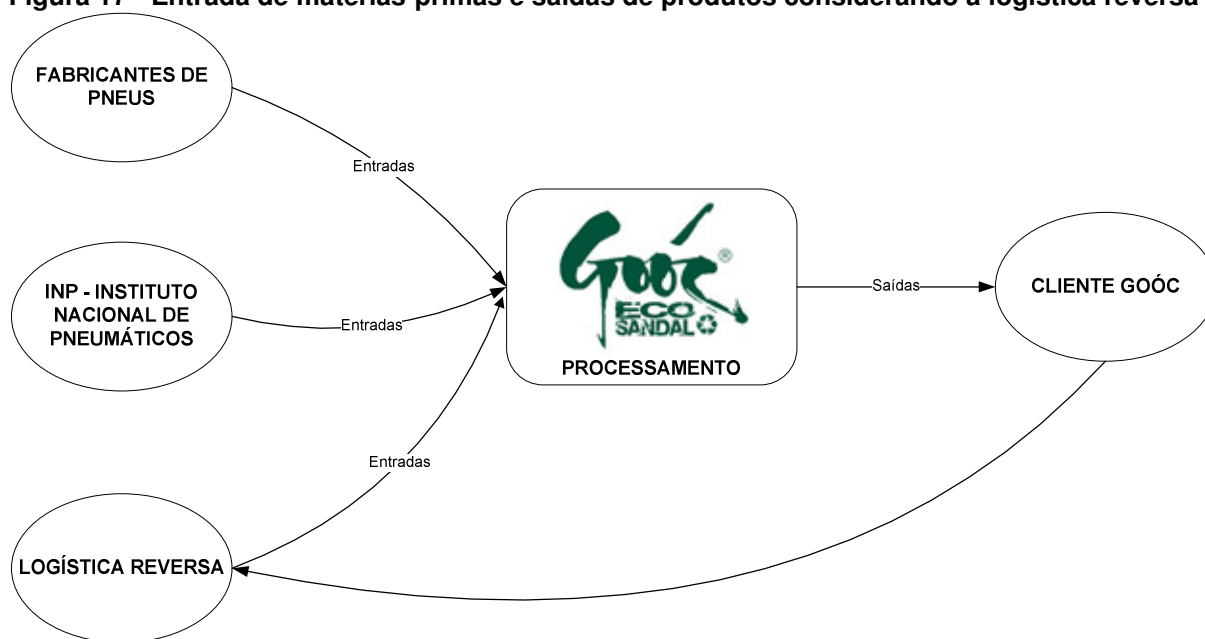 Figura 17 - Entrada de matérias-primas e saídas de produtos considerando a logística reversa
FABRICANTES DE
PNEUS
Entradas
INP - INSTITUTO
NACIONAL DE
PNEUMÁTICOS
Entradas
Gooc
®
ECO
SANDAL
PROCESSAMENTO
Saídas
CLIENTE GOÓC
Entradas
LOGÍSTICA REVERSA